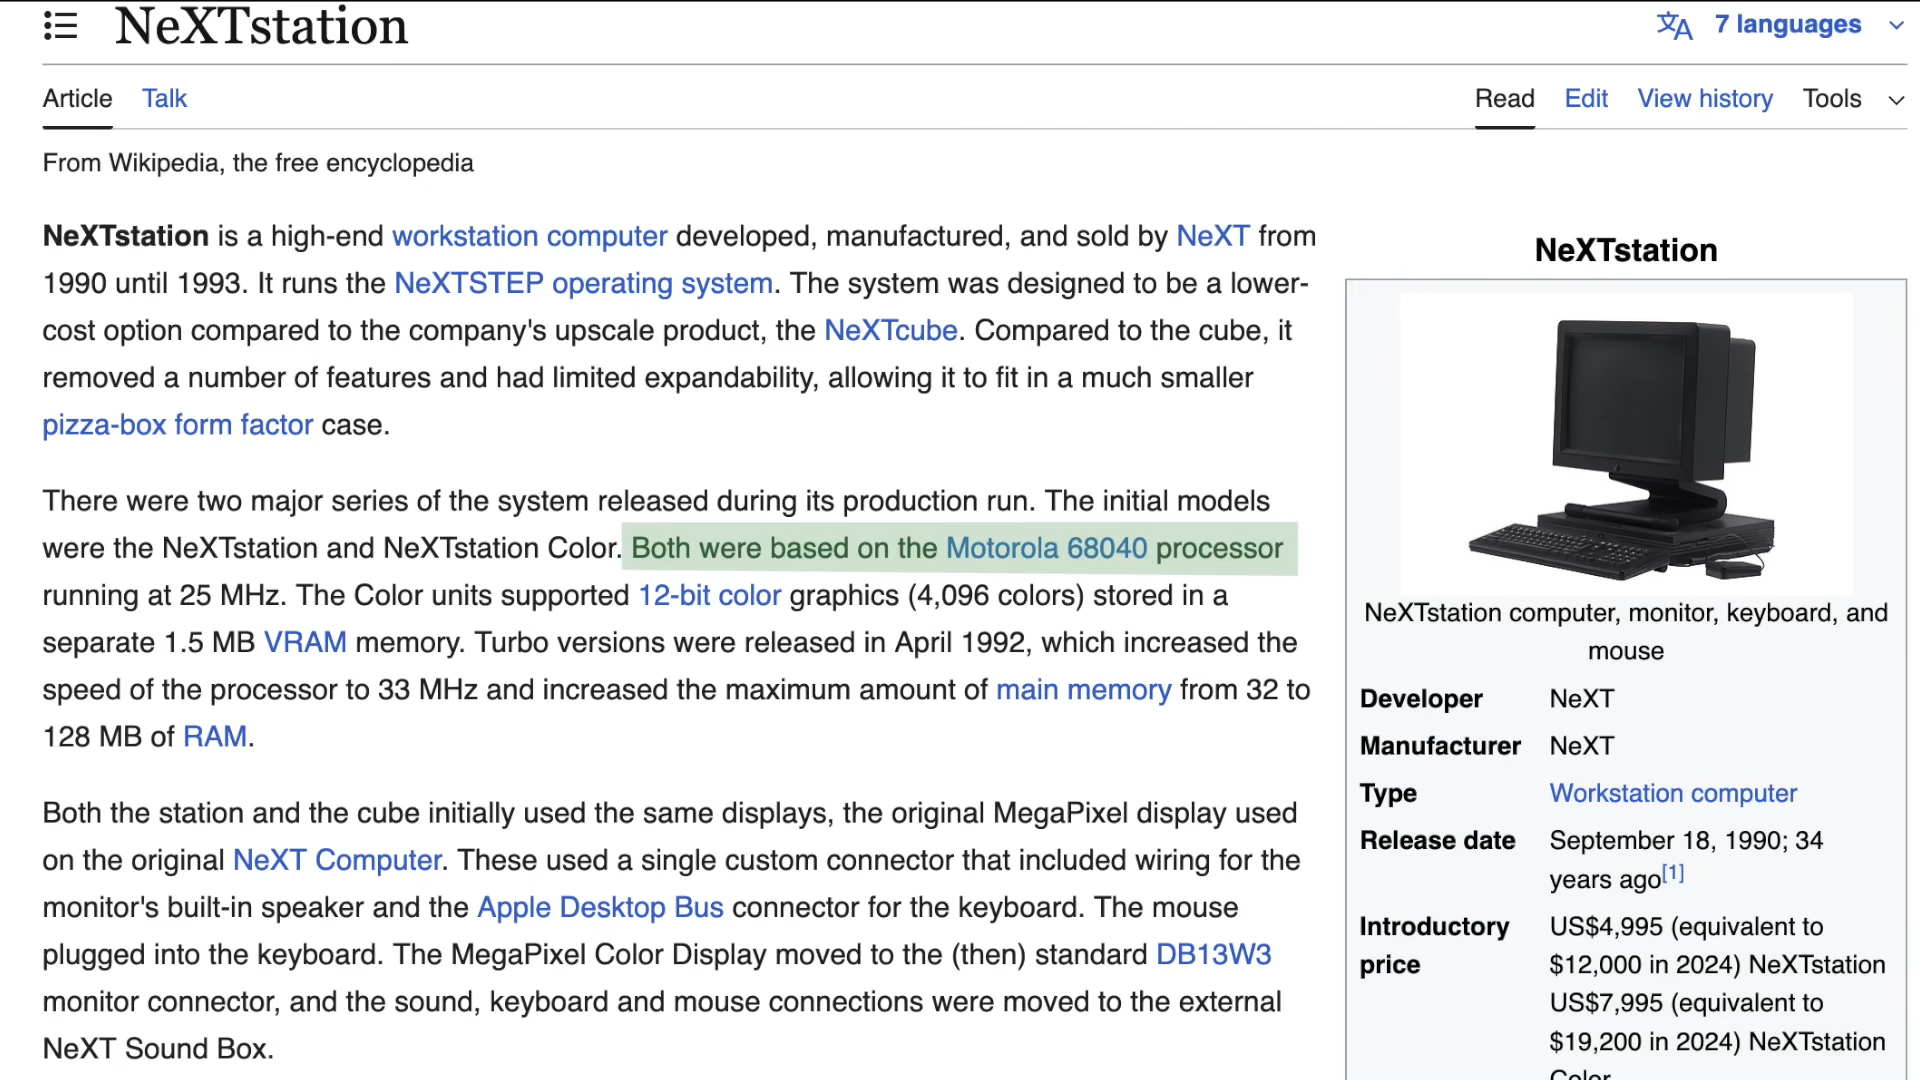 NeXTstation
7 languages
Article Talk
Read Edit View history Tools
From Wikipedia, the free encyclopedia
NeXTstation is a high-end workstation computer developed, manufactured, and sold by NeXT from
1990 until 1993. It runs the NeXTSTEP operating system. The system was designed to be a lower-
cost option compared to the company's upscale product, the NeXTcube. Compared to the cube, it
removed a number of features and had limited expandability, allowing it to fit in a much smaller
pizza-box form factor case.
There were two major series of the system released during its production run. The initial models
were the NeXTstation and NeXTstation Color. Both were based on the Motorola 68040 processor
running at 25 MHz. The Color units supported 12-bit color graphics (4,096 colors) stored in a
separate 1.5 MB VRAM memory. Turbo versions were released in April 1992, which increased the
speed of the processor to 33 MHz and increased the maximum amount of main memory from 32 to
128 MB of RAM.
Both the station and the cube initially used the same displays, the original MegaPixel display used
on the original NeXT Computer. These used a single custom connector that included wiring for the
monitor's built-in speaker and the Apple Desktop Bus connector for the keyboard. The mouse
plugged into the keyboard. The MegaPixel Color Display moved to the (then) standard DB13W3
monitor connector, and the sound, keyboard and mouse connections were moved to the external
NeXT Sound Box.
NeXTstation
NeXTstation computer, monitor, keyboard, and
mouse
Developer NeXT
Manufacturer NeXT
Type Workstation computer
Release date September 18, 1990; 34
years ago[1]
Introductory US$4,995 (equivalent to
price $12,000 in 2024) NeXTstation
US$7,995 (equivalent to
$19,200 in 2024) NeXTstation
Color